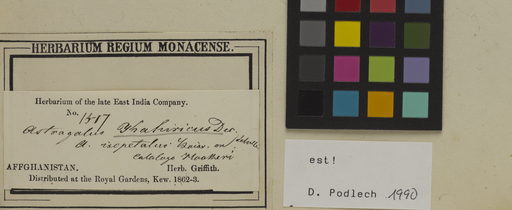 HERBARIUM REGIUM MONACENSE.
Herbarium of the late East India Company.
No. 1517
Astragalus
A.
Catalogo Hookeri
AFFGHANISTAN. Herb. Griffith.
Distributed at the Royal Gardens, Kew. 1862-3.
est!
D. Podlech 1990